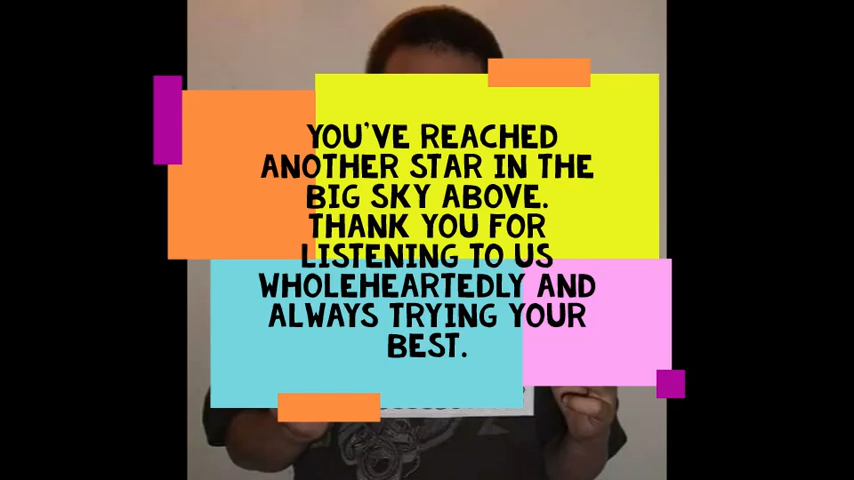 YOU'VE REACHED
ANOTHER STAR IN THE
BIG SKY ABOVE.
THANK YOU FOR
LISTENING TO US
WHOLEHEARTEDLY AND
ALWAYS TRYING YOUR
BEST.